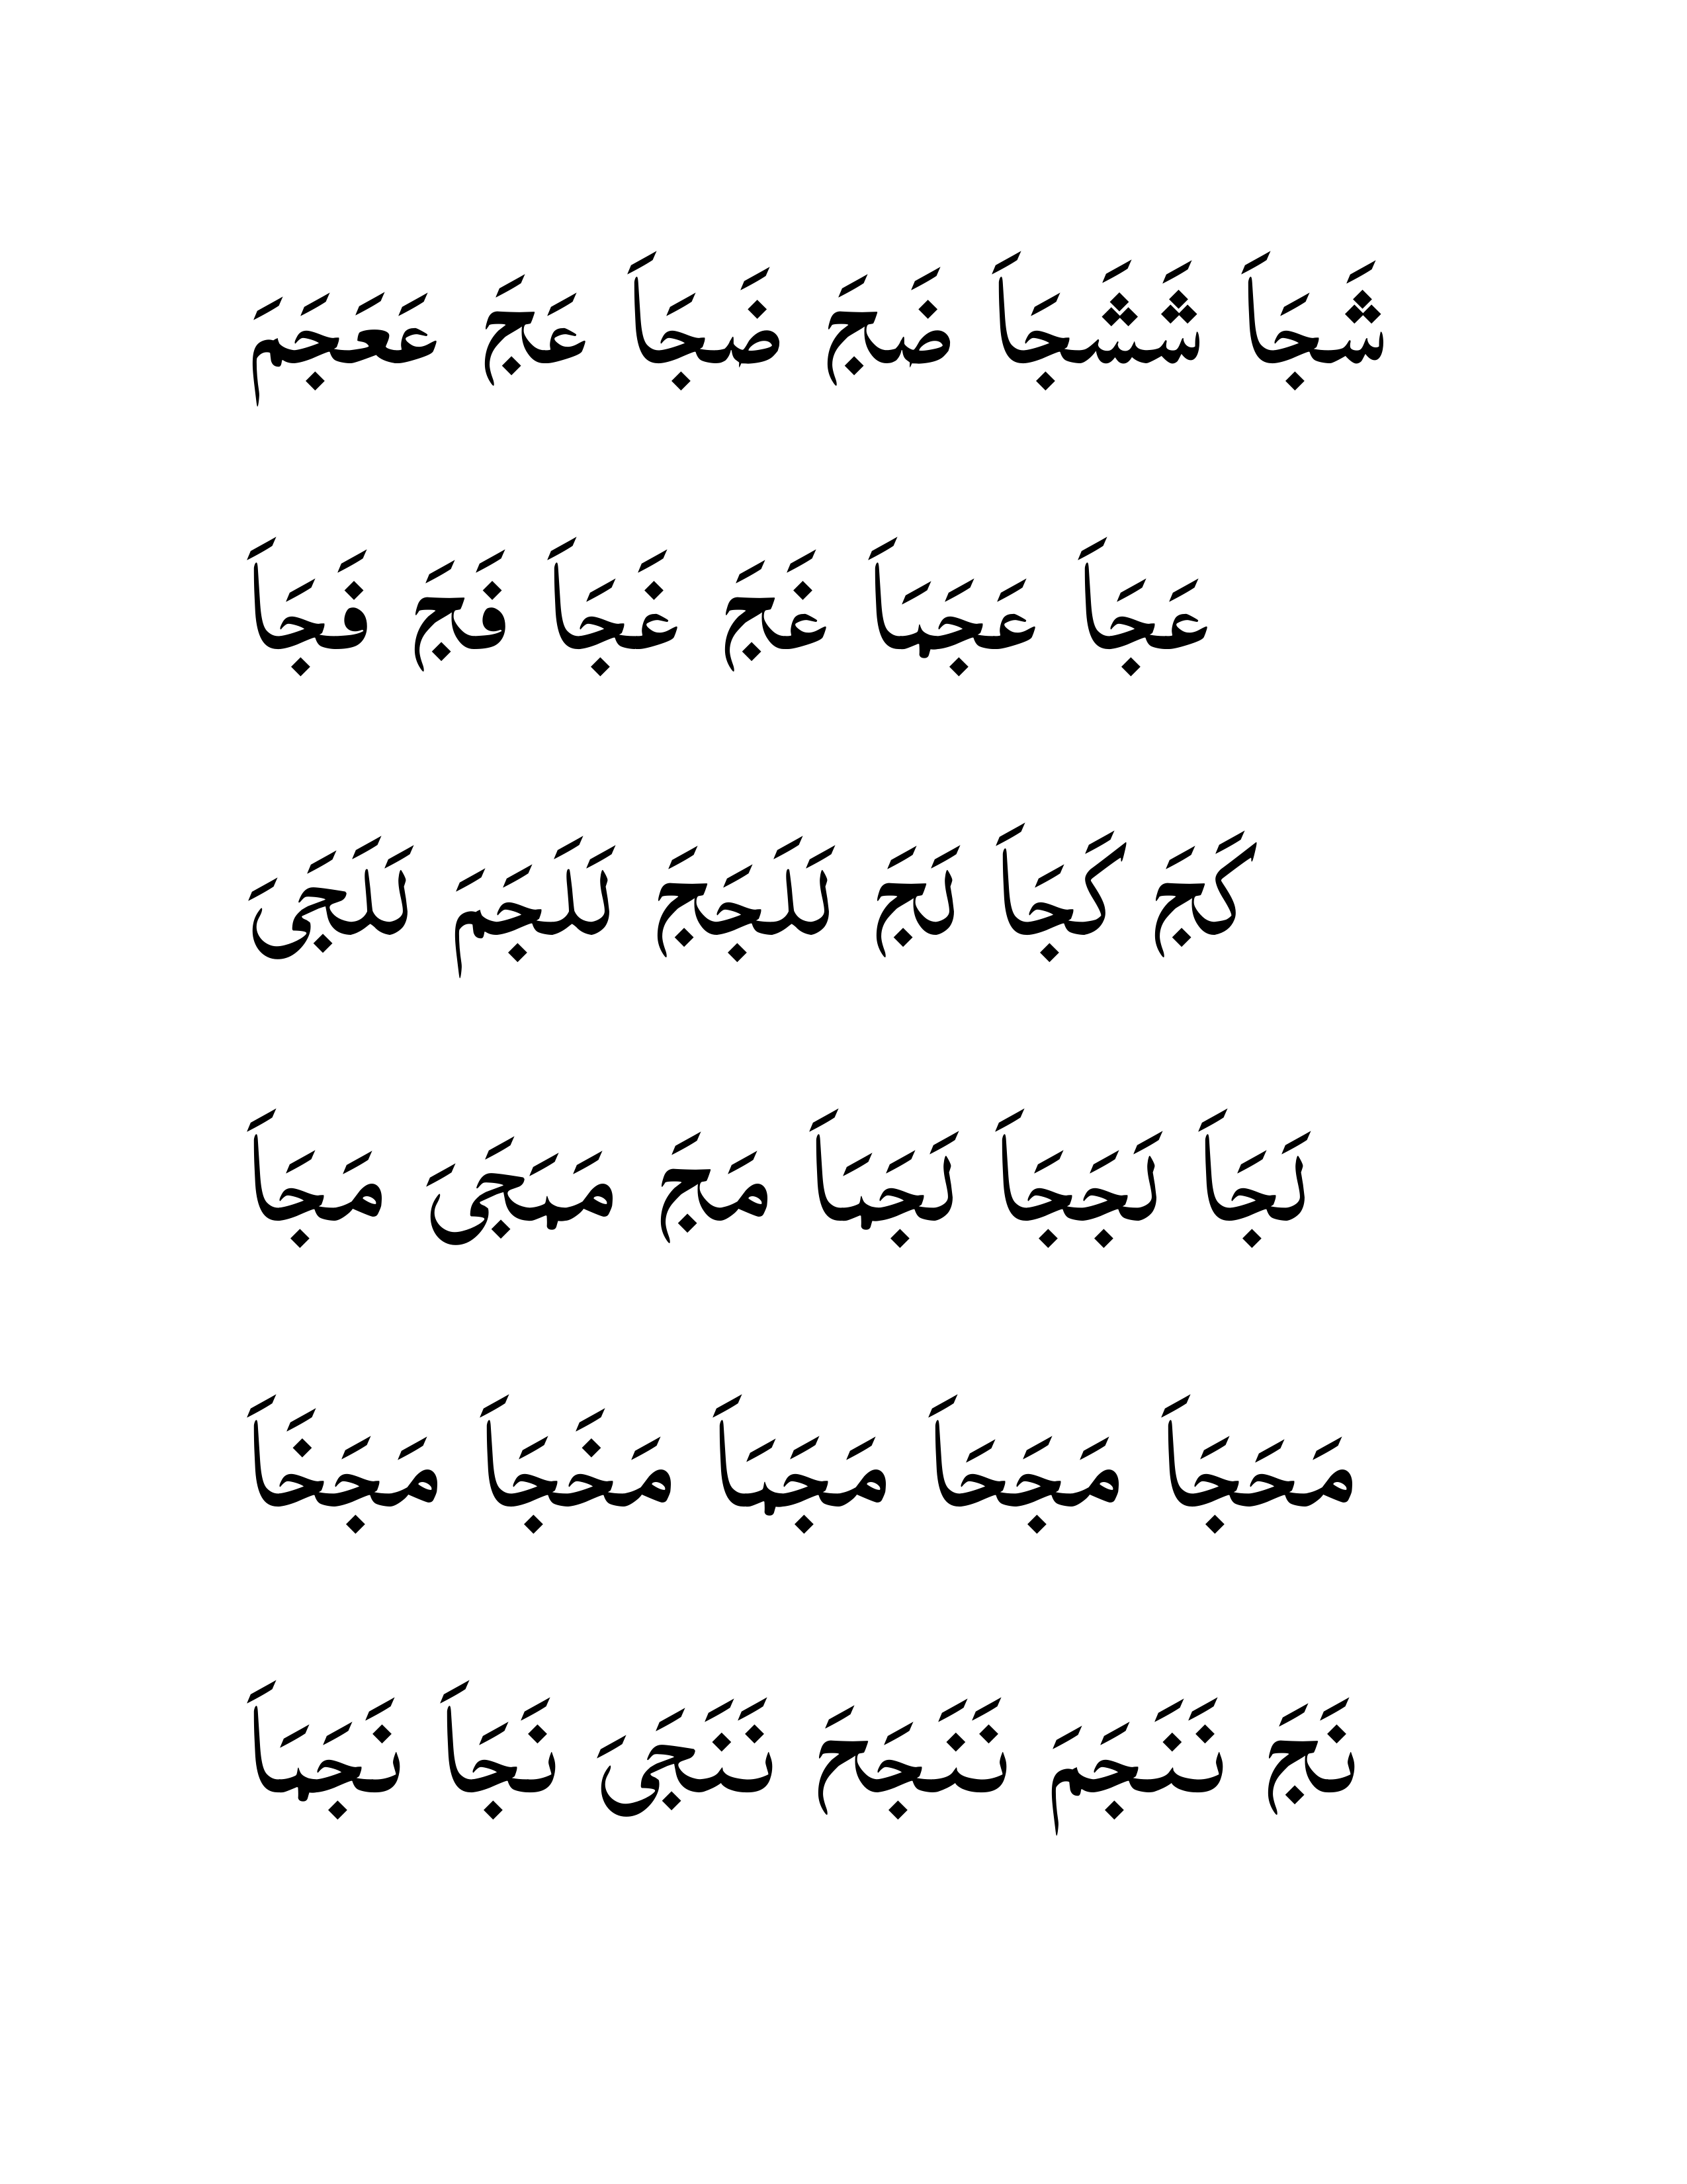 شَجَاَ شَشَجَاَ ضَجَ ضَجَاَ عَجَ عَعَجَمَ
عَجَاَ عَجَمَاَ غَجَ غَجَاَ فَجَ فَجَاَ
كَجَ كَجَاَ لَجَ لَلَجَجَ لَلَجَمَ لَلَجَىَ
لَجَاَ لَجَجَاَ لَجَمَاَ مَجَ مَمَجَىَ مَجَاَ
مَحَجَاَ مَجَحَاَ مَجَمَاَ مَخَجَاَ مَجَخَاَ
نَجَ نَنَجَمَ نَنَجَحَ نَنَجَىَ نَجَاَ نَجَمَاَ